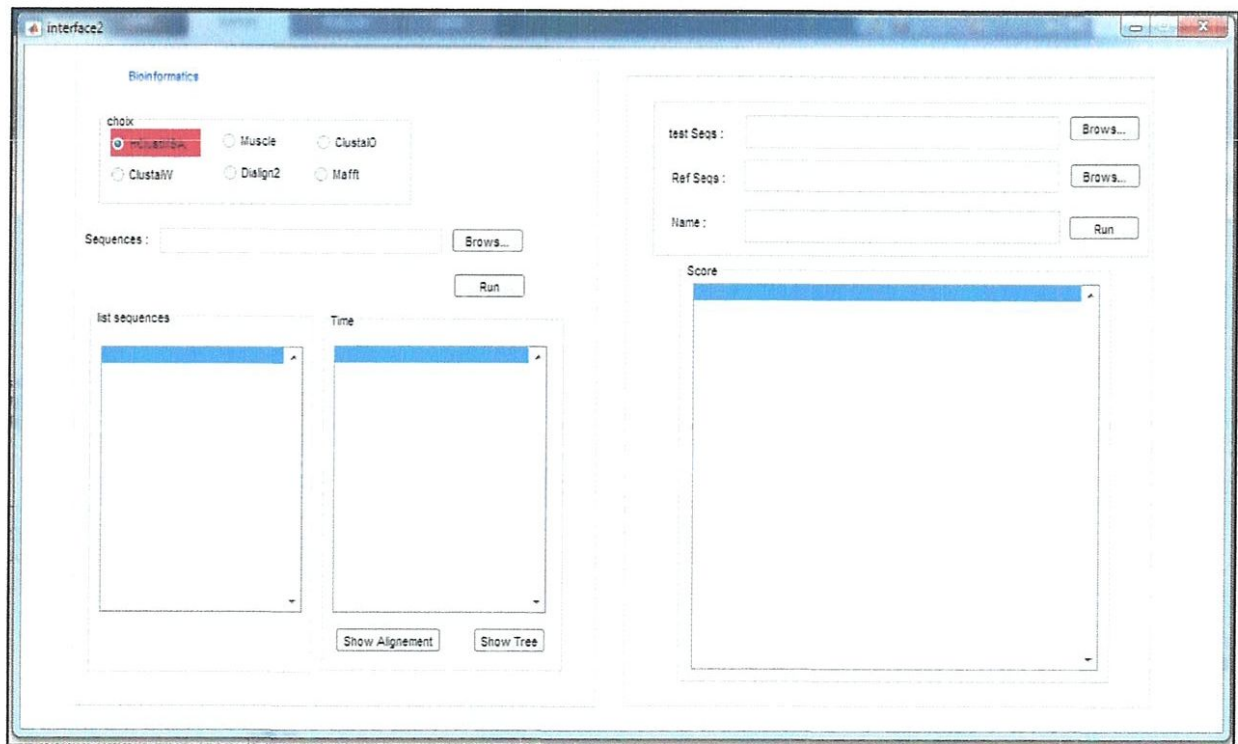 interface2
Bioinformatics
choix
Muscle
ClustalO
ClustalW
Dialign2
Mafft
Sequences :
Brows...
Run
list sequences
Time
Show Alignement
Show Tree
test Seqs :
Brows...
Ref Seqs :
Brows...
Name :
Run
Score